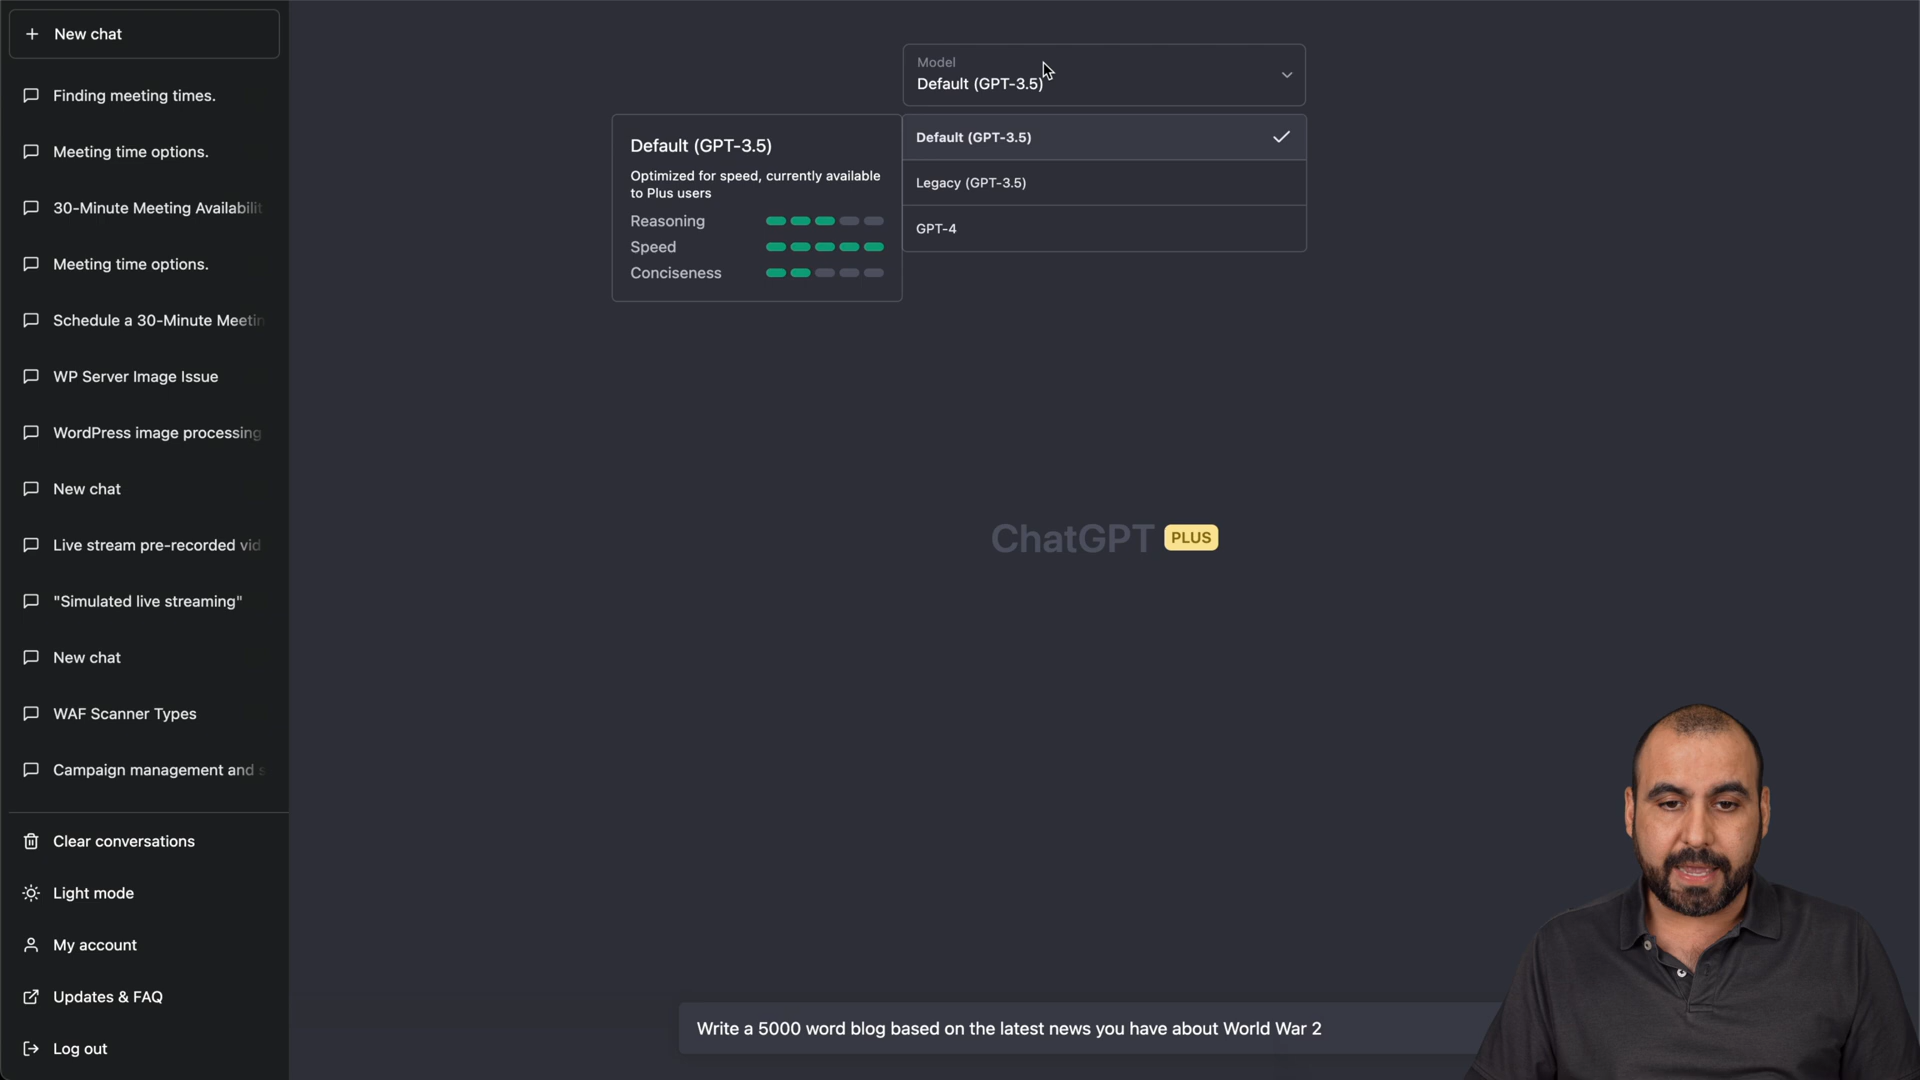 New chat
Finding meeting times.
Meeting time options.
30-Minute Meeting Availabilit
Meeting time options.
Schedule a 30-Minute Meetin
WP Server Image Issue
WordPress image processing
New chat
Live stream pre-recorded vid
"Simulated live streaming"
New chat
WAF Scanner Types
Campaign management and s
Clear conversations
Light mode
My account
Updates & FAQ
Log out
Model
Default (GPT-3.5)
Default (GPT-3.5)
Legacy (GPT-3.5)
GPT-4
Default (GPT-3.5)
Optimized for speed, currently available
to Plus users
Reasoning
Speed
Conciseness
ChatGPT PLUS
Write a 5000 word blog based on the latest news you have about World War 2